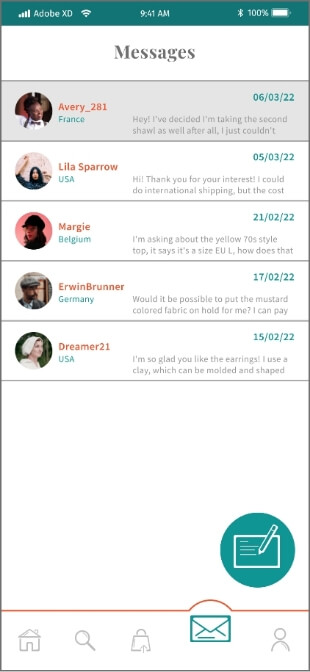 Adobe XD 9:41 AM 100%
Messages
06/03/22
Avery_281
France
Hey! I've decided I'm taking the second
shawl as well after all, I just couldn't
05/03/22
Lila Sparrow
USA
Hi! Thank you for your interest! I could
do international shipping, but the cost
21/02/22
Margie
Belgium
I'm asking about the yellow 70s style
top, it says it's a size EU L, how does that
17/02/22
ErwinBrunner
Germany
Would it be possible to put the mustard
colored fabric on hold for me? I can pay
15/02/22
Dreamer21
USA
I'm so glad you like the earrings! I use a
clay, which can be molded and shaped